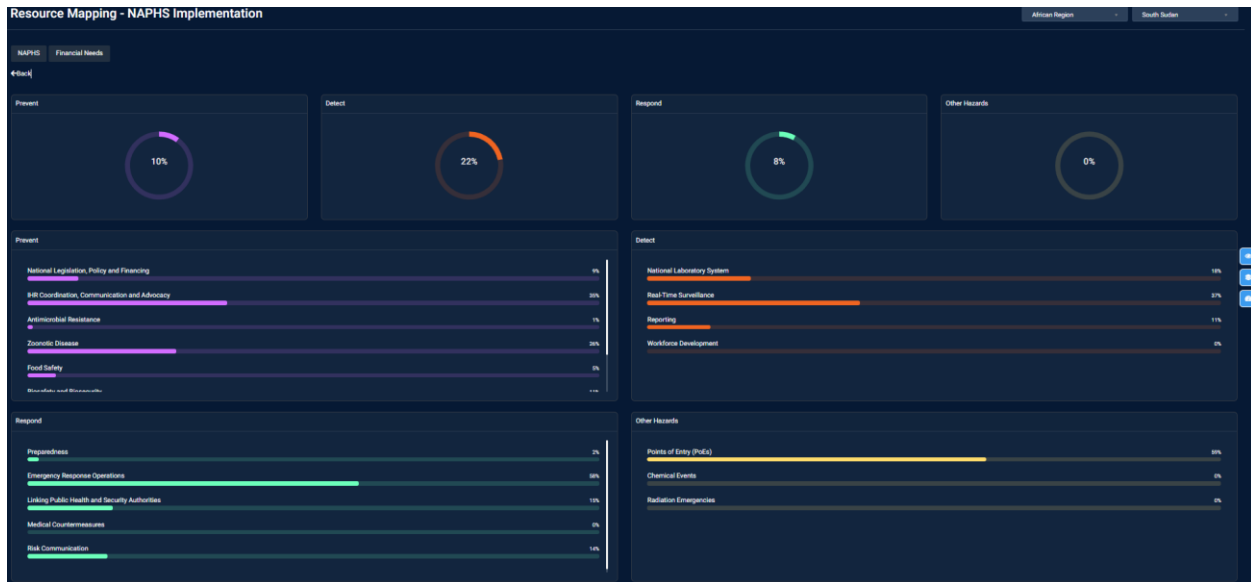 Resource Mapping - NAPHS Implementation
African Region
South Sudan
NAPHS
Financial Needs
Back
Prevent
Detect
Respond
Other Hazards
10%
22%
8%
0%
Prevent
National Legislation, Policy and Financing
9%
IHR Coordination, Communication and Advocacy
35%
Antimicrobial Resistance
1%
Zoonotic Disease
26%
Food Safety
5%
Biosafety and Biosecurity
Detect
National Laboratory System
18%
Real-Time Surveillance
37%
Reporting
11%
Workforce Development
0%
Respond
Preparedness
2%
Emergency Response Operations
58%
Linking Public Health and Security Authorities
15%
Medical Countermeasures
0%
Risk Communication
14%
Other Hazards
Points of Entry (PoEs)
Chemical Events
0%
Radiation Emergencies
0%